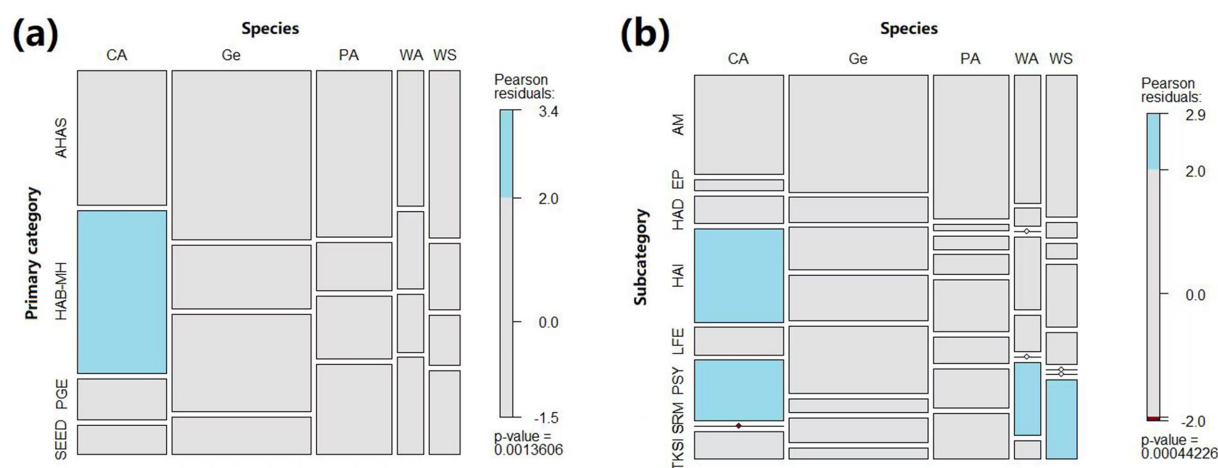 (a)
Species
CA Ge PA WA WS
Primary category
AHAS
HAB-MH
PGE
SEED
Pearson
residuals:
3.4
2.0
0.0
-1.5
p-value =
0.0013606
(b)
Species
CA Ge PA WA WS
Subcategory
AM
EP
HAD
HAI
LFE
PSY
SRM
TKSI
Pearson
residuals:
2.9
2.0
0.0
-2.0
p-value =
0.00044226